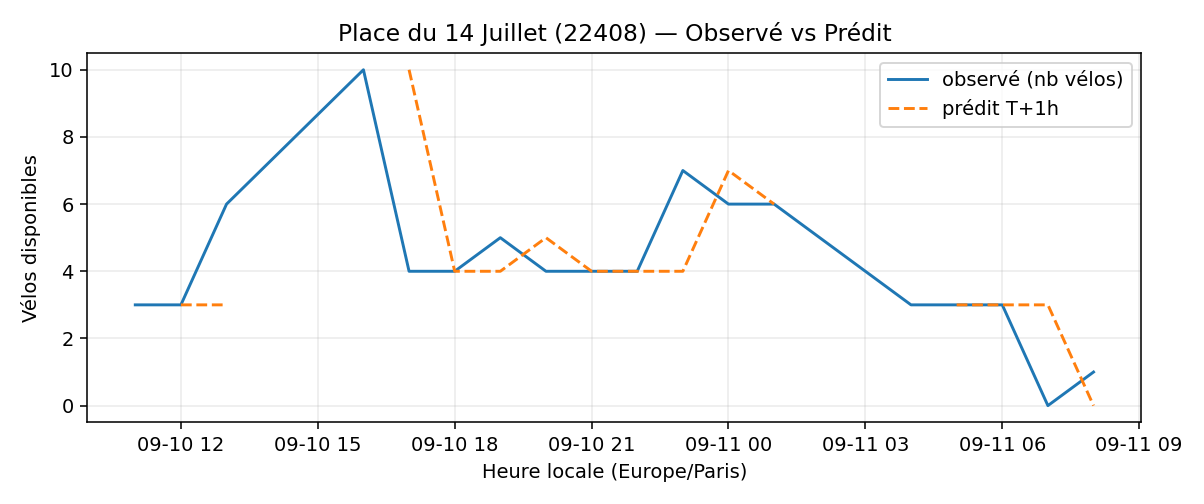 Place du 14 Juillet (22408) — Observé vs Prédit
observé (nb vélos)
prédit T+1h
Vélos disponibles
10
8
6
4
2
0
09-10 12
09-10 15
09-10 18
09-10 21
09-11 00
09-11 03
09-11 06
09-11 09
Heure locale (Europe/Paris)